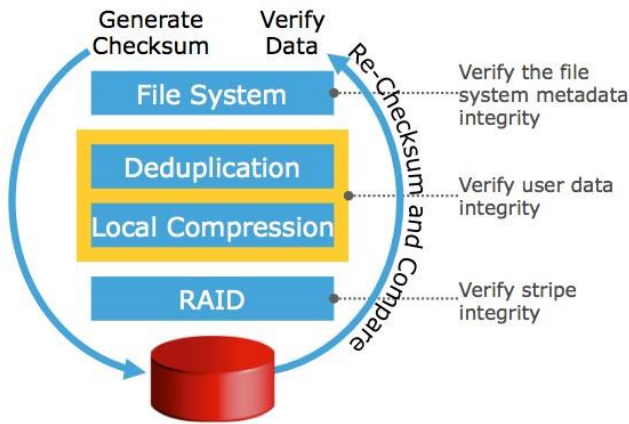 Generate
Checksum
Verify
Data
File System
Deduplication
Local Compression
RAID
Re-Checksum and Compare
Verify the file
system metadata
integrity
Verify user data
integrity
Verify stripe
integrity